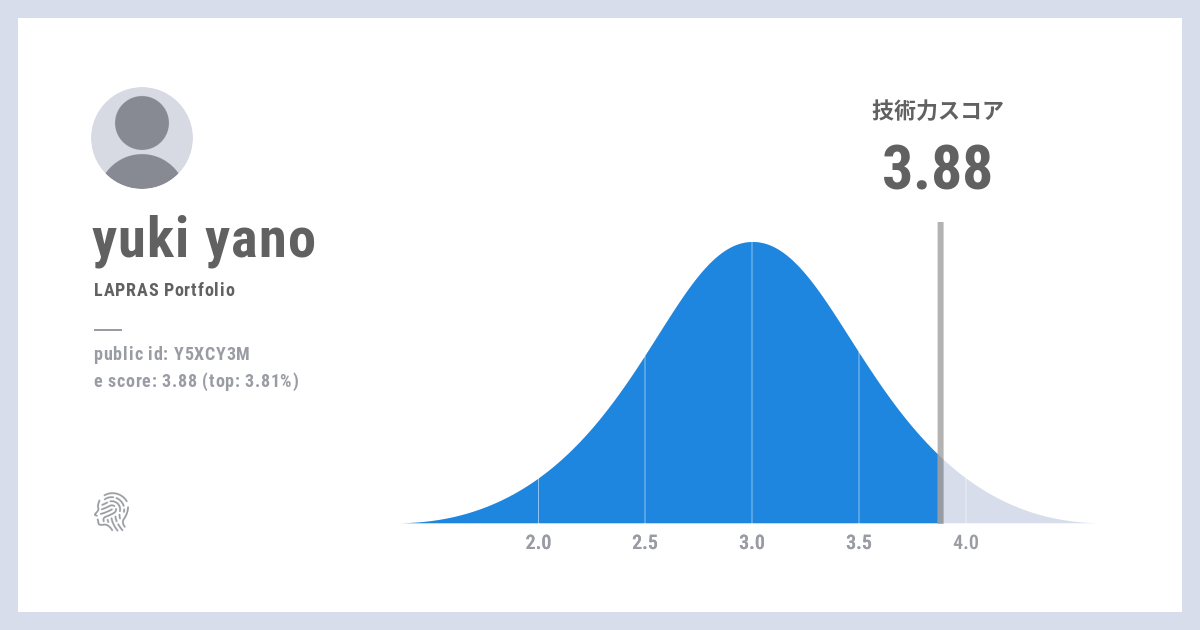 yuki yano
LAPRAS Portfolio
public id: Y5XCY3M
e score: 3.88 (top: 3.81%)
技術力スコア
3.88
2.0 2.5 3.0 3.5 4.0